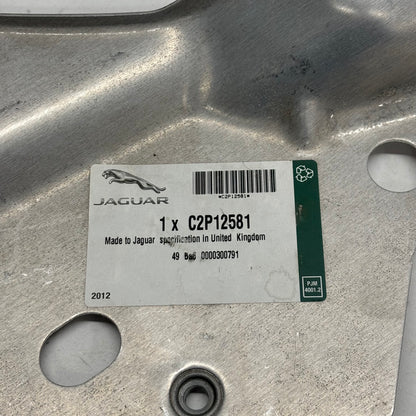 *C2P12581*
JAGUAR
1 x C2P12581
Made to Jaguar specification in United Kingdom
49 0000300791
2012
PJM
4001.2